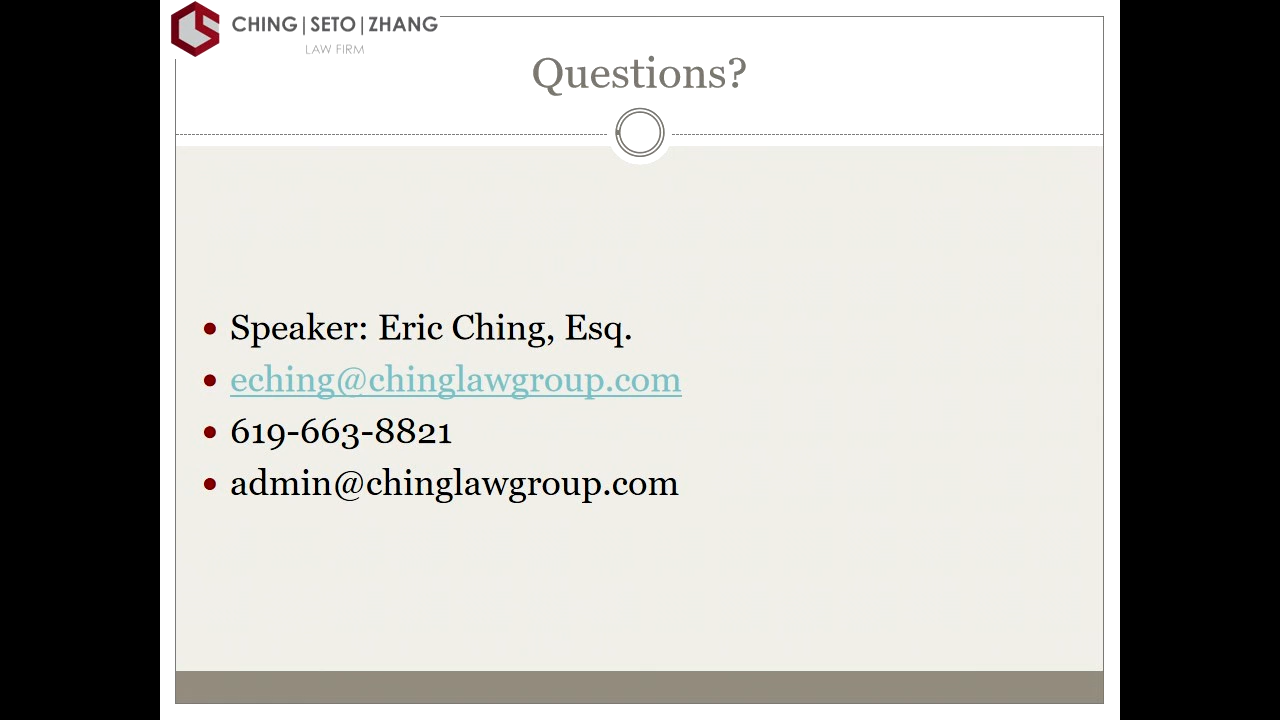 CHING|SETO|ZHANG
LAW FIRM
Questions?
• Speaker: Eric Ching, Esq.
• eching@chinglawgroup.com
• 619-663-8821
• admin@chinglawgroup.com